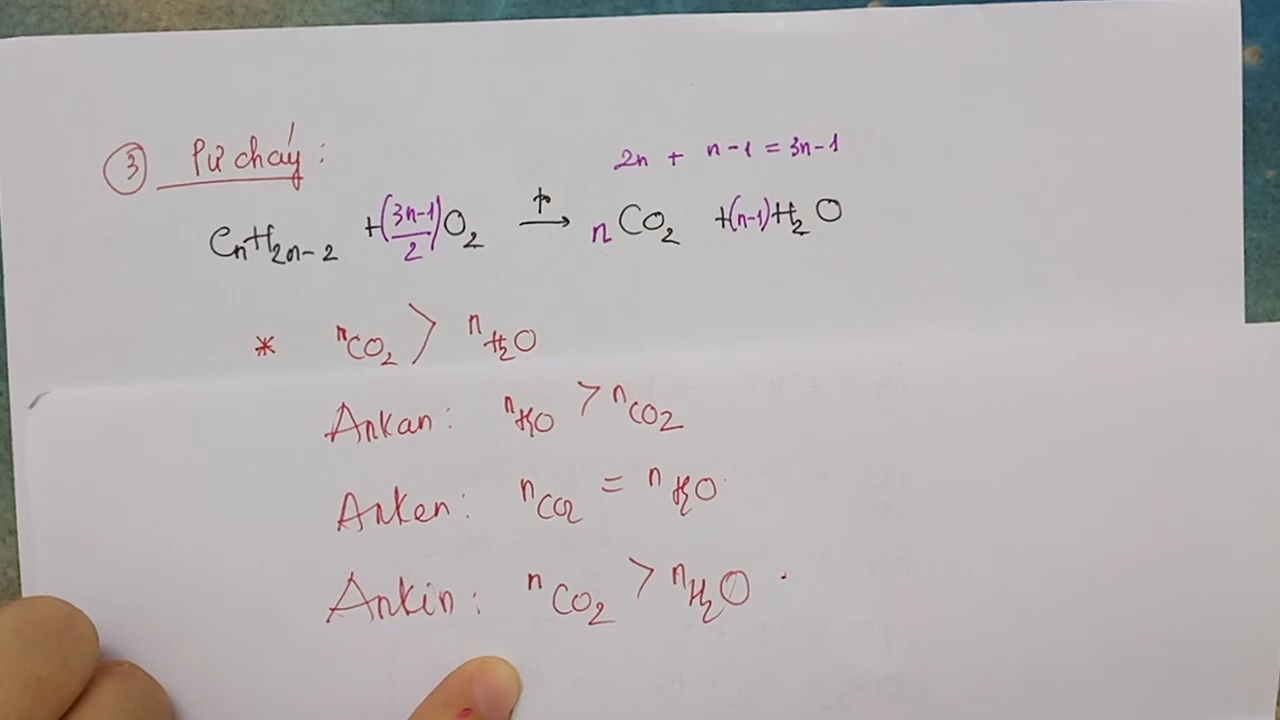 ③ Pư cháy:
2n + n-1 = 3n-1
CnH2n-2 + (3n-1)/2 O2 → nCO2 + (n-1)H2O
* nCO2 > nH2O
Ankan: nH2O > nCO2
Anken: nCO2 = nH2O
Ankin: nCO2 > nH2O.